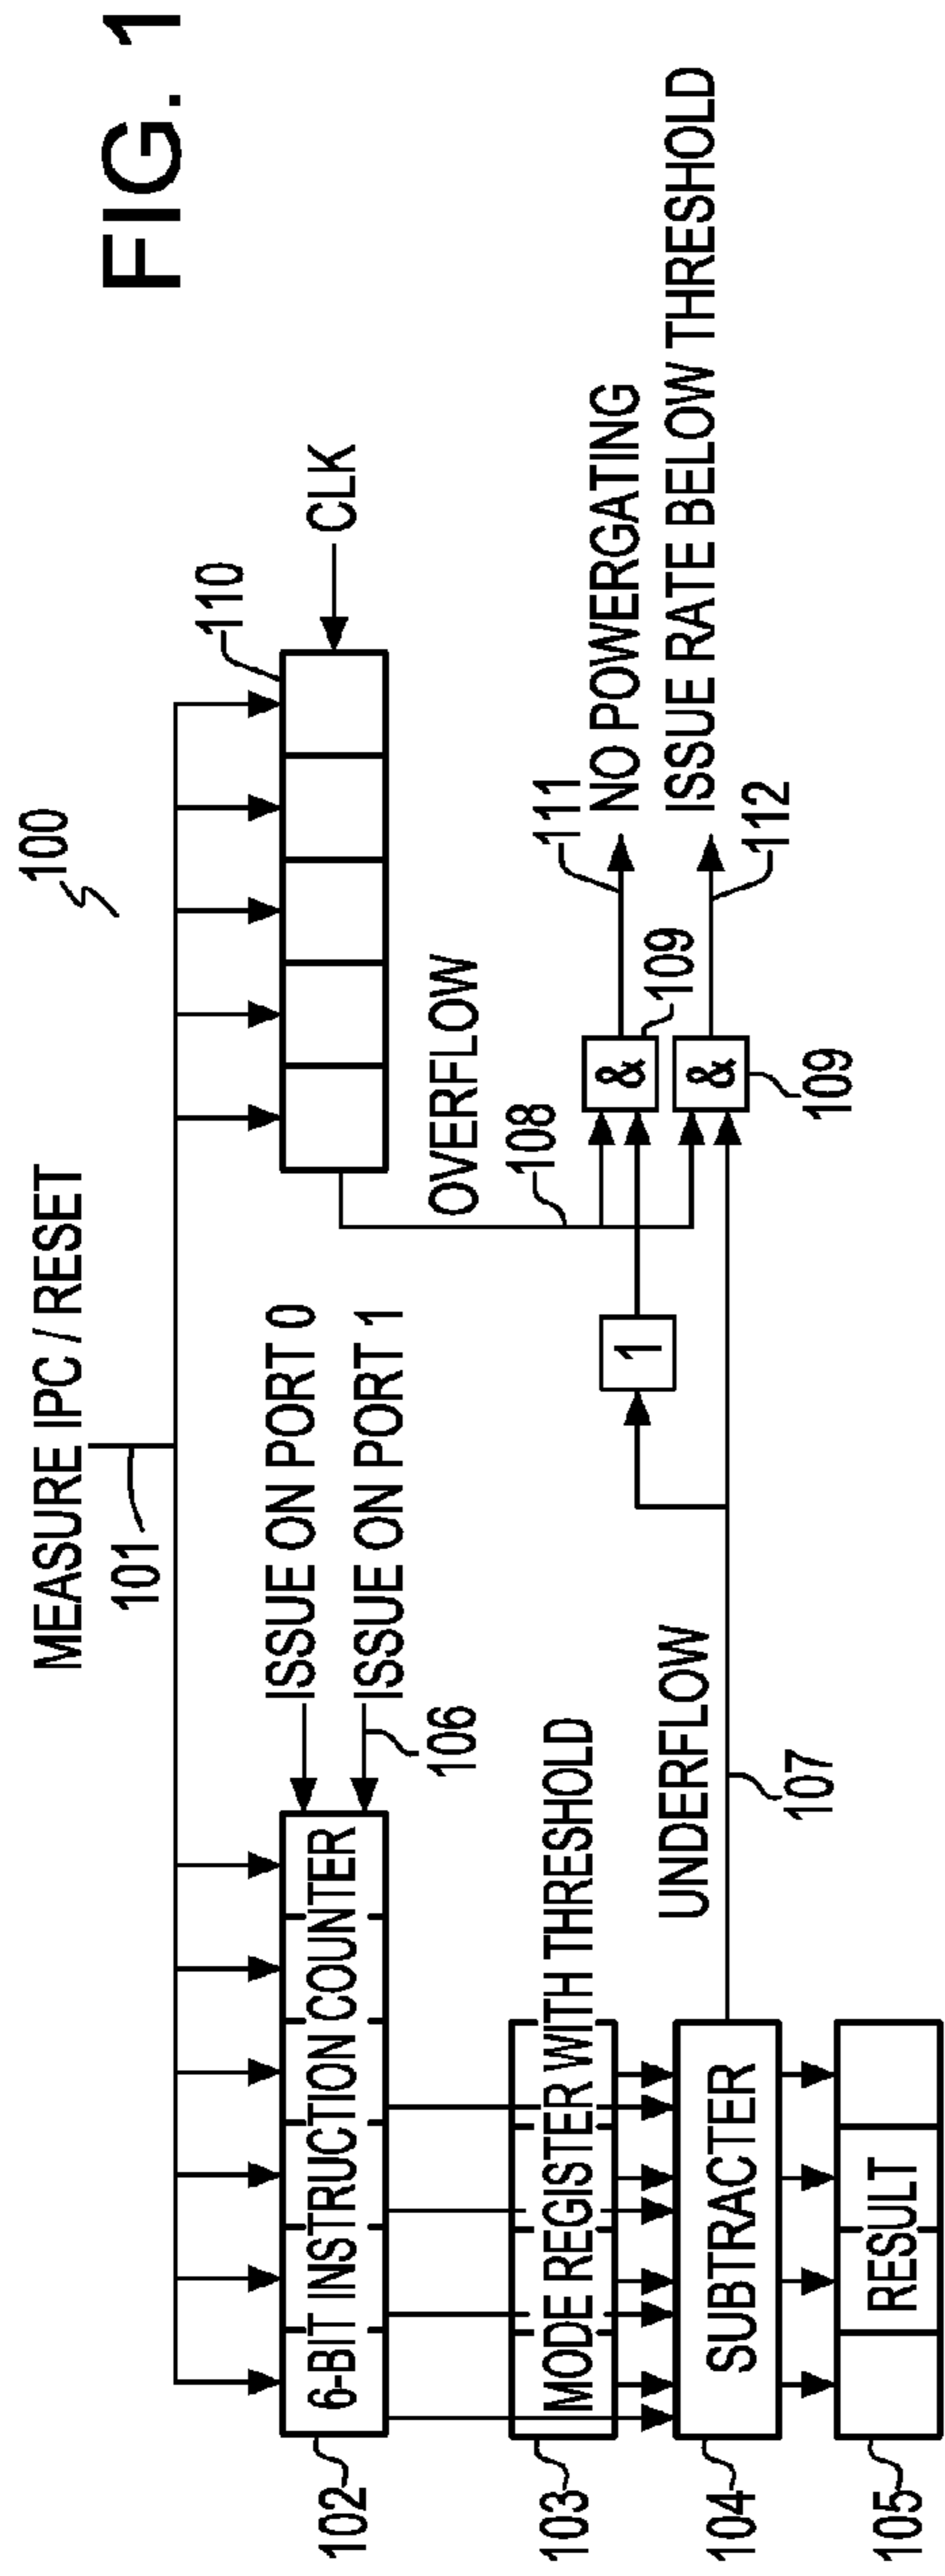 FIG. 1
100
MEASURE IPC / RESET
101
110
ISSUE ON PORT 0
ISSUE ON PORT 1
CLK
102
6-BIT INSTRUCTION COUNTER
106
OVERFLOW
108
103
MODE REGISTER WITH THRESHOLD
1
&
109
111
NO POWERGATING
ISSUE RATE BELOW THRESHOLD
104
SUBTRACTER
UNDERFLOW
107
&
109
112
105
RESULT